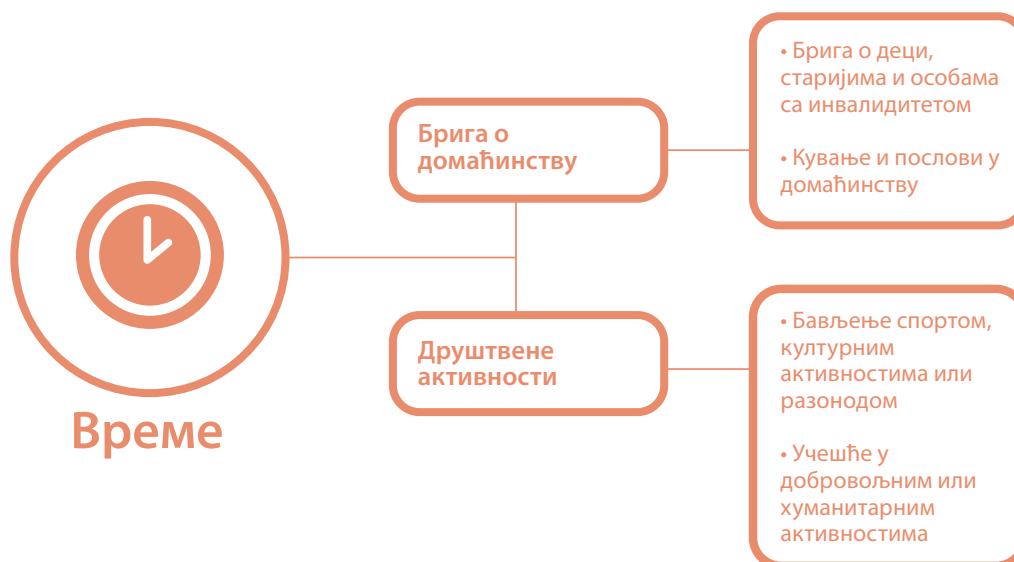 Време
Брига о
домаћинству
• Брига о деци,
старијима и особама
са инвалидитетом
• Кување и послови у
домаћинству
Друштвене
активности
• Бављење спортом,
културним
активностима или
разонодом
• Учешће у
добровољним или
хуманитарним
активностима